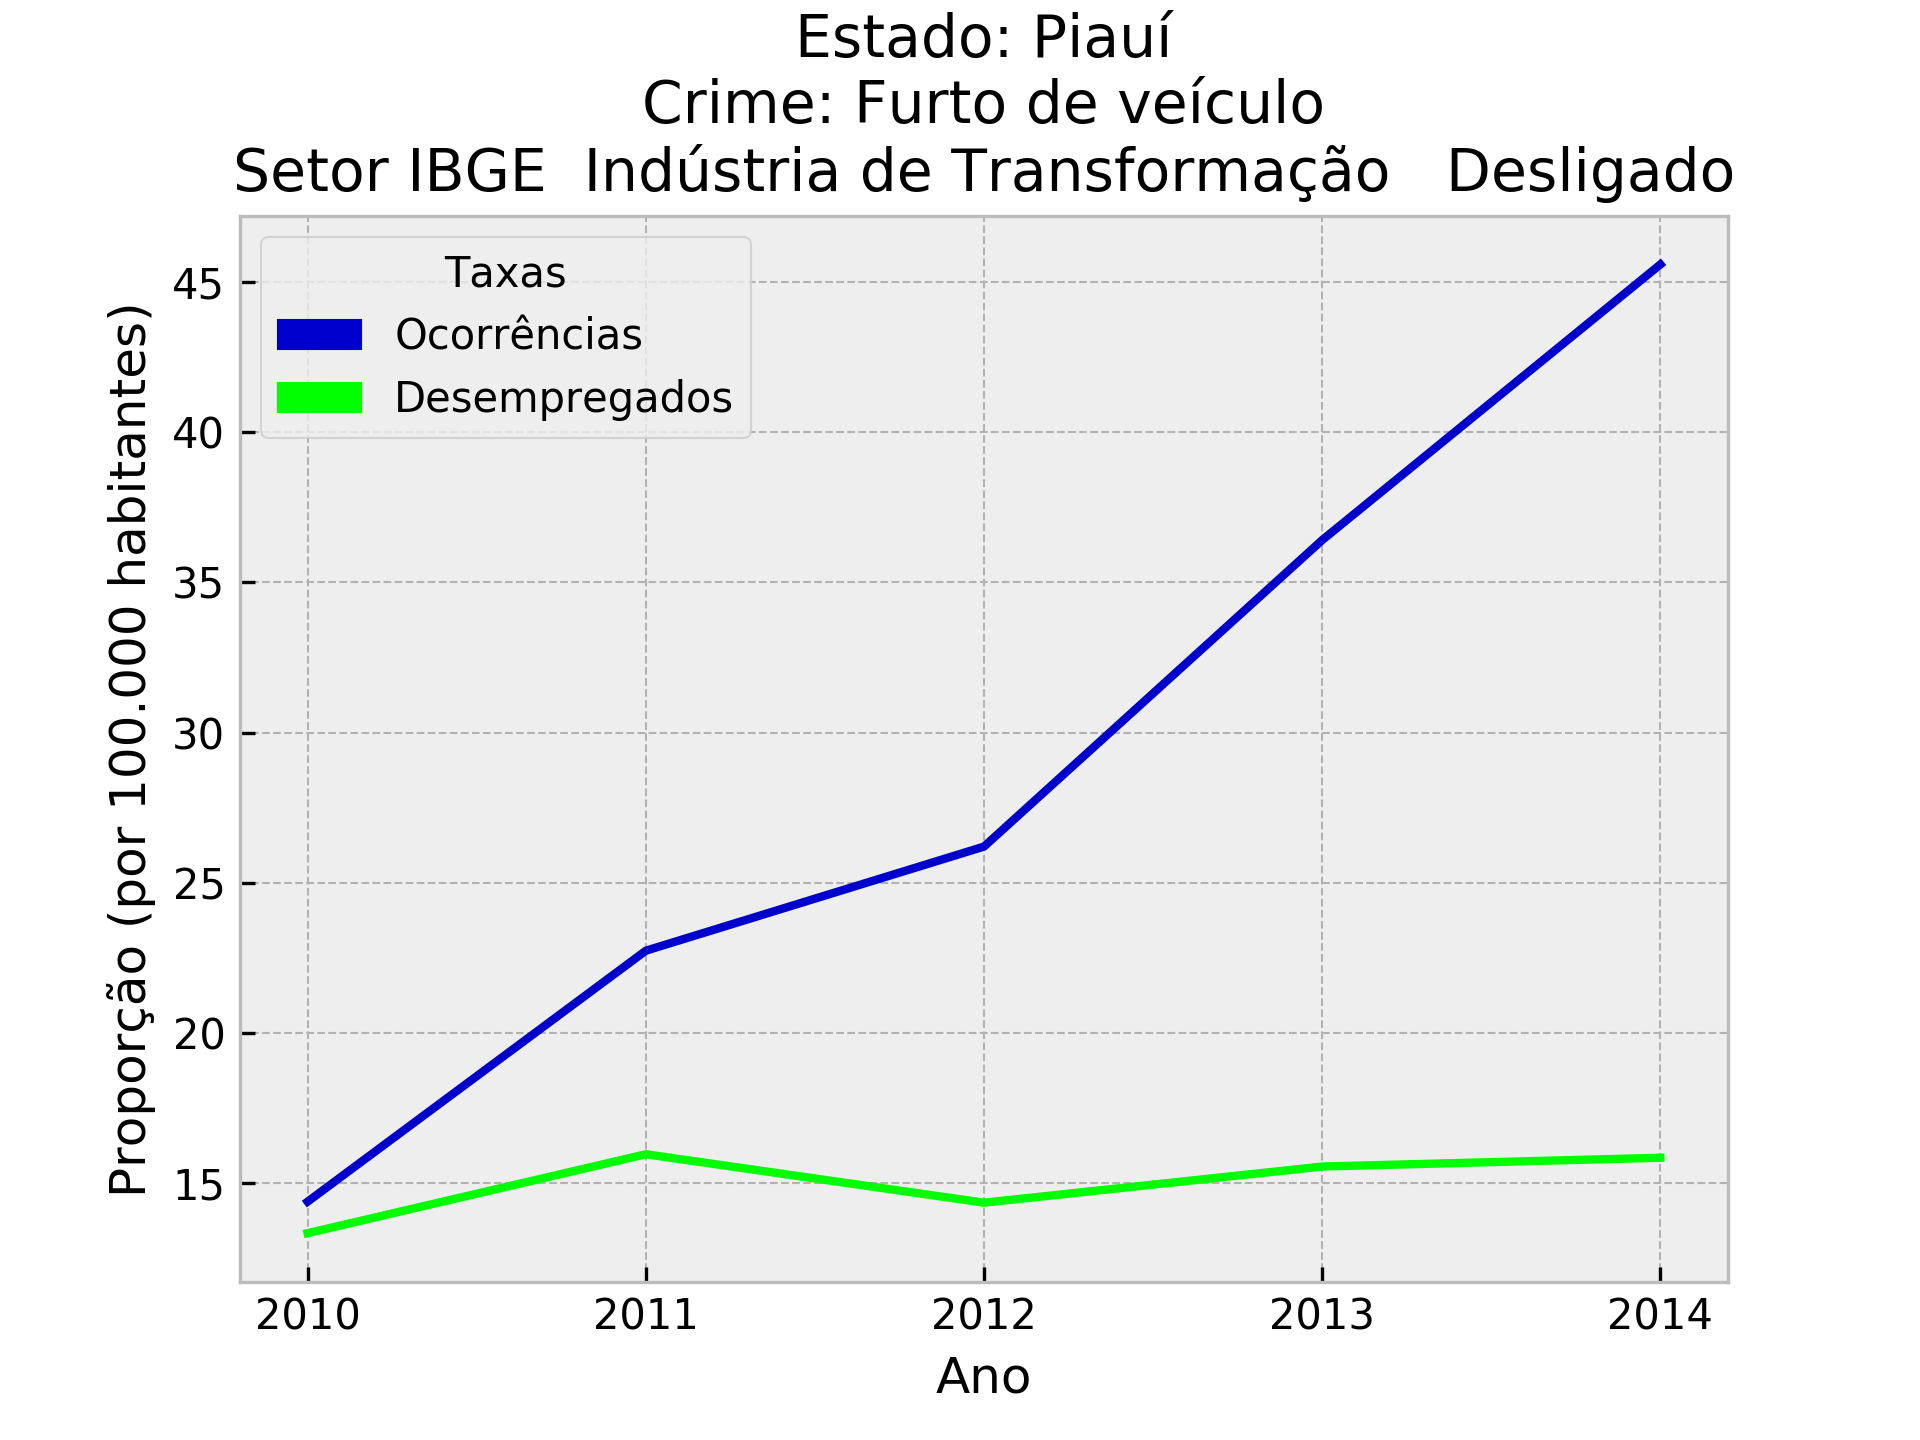 Estado: Piauí
Crime: Furto de veículo
Setor IBGE  Indústria de Transformação   Desligado
Taxas
Ocorrências
Desempregados
Proporção (por 100.000 habitantes)
45
40
35
30
25
20
15
2010
2011
2012
2013
2014
Ano